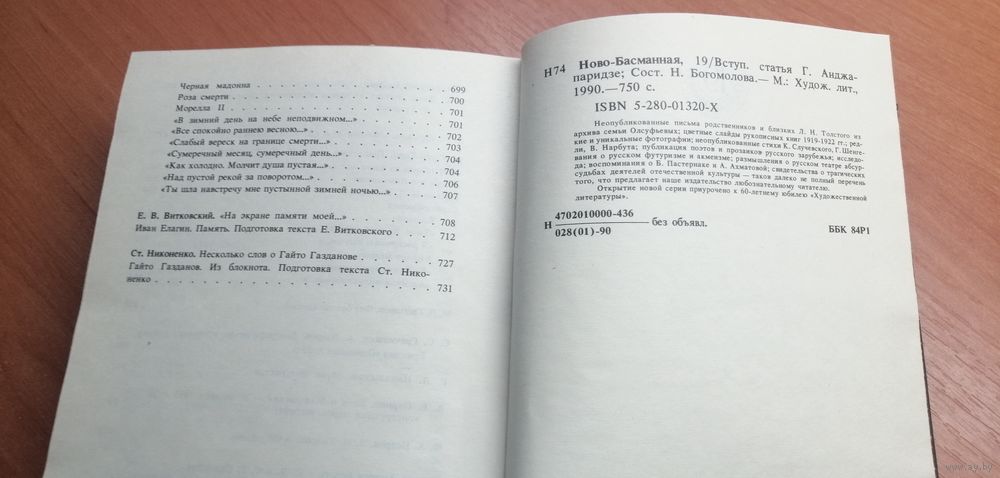 Черная мадонна . . . . . . . . . . . . 699
Роза смерти . . . . . . . . . . . . 700
Морелла II . . . . . . . . . . . . 701
«В зимний день на небе неподвижном...» . . . . . 701
«Все спокойно раннею весною...» . . . . . . 702
«Слабый вереск на границе смерти...» . . . . . 703
«Сумеречный месяц, сумеречный день...» . . . . . 704
«Как холодно. Молчит душа пустая...» . . . . . 704
«Над пустой рекой за поворотом...» . . . . . 706
«Ты шла навстречу мне пустынной зимней ночью...» . . . 707
Е. В. Витковский. «На экране памяти моей...» . . . . . 708
Иван Елагин. Память. Подготовка текста Е. Витковского . . . 712
Ст. Никоненко. Несколько слов о Гайто Газданове . . . . 727
Гайто Газданов. Из блокнота. Подготовка текста Ст. Нико-
ненко . . . . . . . . . . . . . . 731
Н74 Ново-Басманная, 19/Вступ. статья Г. Анджа-
паридзе; Сост. Н. Богомолова.— М.: Худож. лит.,
1990.—750 с.
ISBN 5-280-01320-X
Неопубликованные письма родственников и близких Л. Н. Толстого из
архива семьи Олсуфьевых; цветные слайды рукописных книг 1919-1922 гг.; ред-
кие и уникальные фотографии; неопубликованные стихи К. Случевского, Г. Шенге-
ли, В. Нарбута; публикация поэтов и прозаиков русского зарубежья; исследо-
вания о русском футуризме и акмеизме; размышления о русском театре абсур-
да; воспоминания о Б. Пастернаке и А. Ахматовой; свидетельства о трагических
судьбах деятелей отечественной культуры — таков далеко не полный перечень
того, что предлагает наше издательство любознательному читателю.
Открытие новой серии приурочено к 60-летнему юбилею «Художественной
литературы».
Н 4702010000-436
028(01)-90 без объявл.
ББК 84Р1
www.ay.by